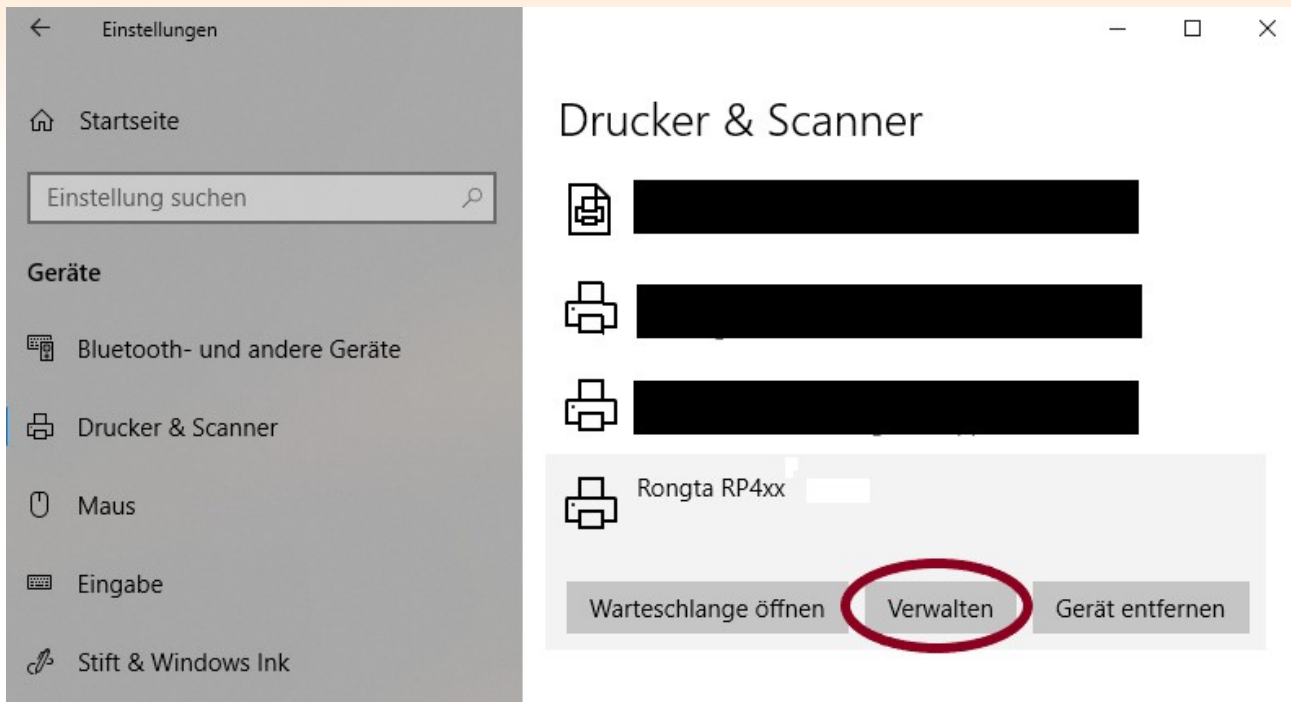 Einstellungen
Startseite
Einstellung suchen
Geräte
Bluetooth- und andere Geräte
Drucker & Scanner
Maus
Eingabe
Stift & Windows Ink
Drucker & Scanner
Rongta RP4xx
Warteschlange öffnen
Verwalten
Gerät entfernen